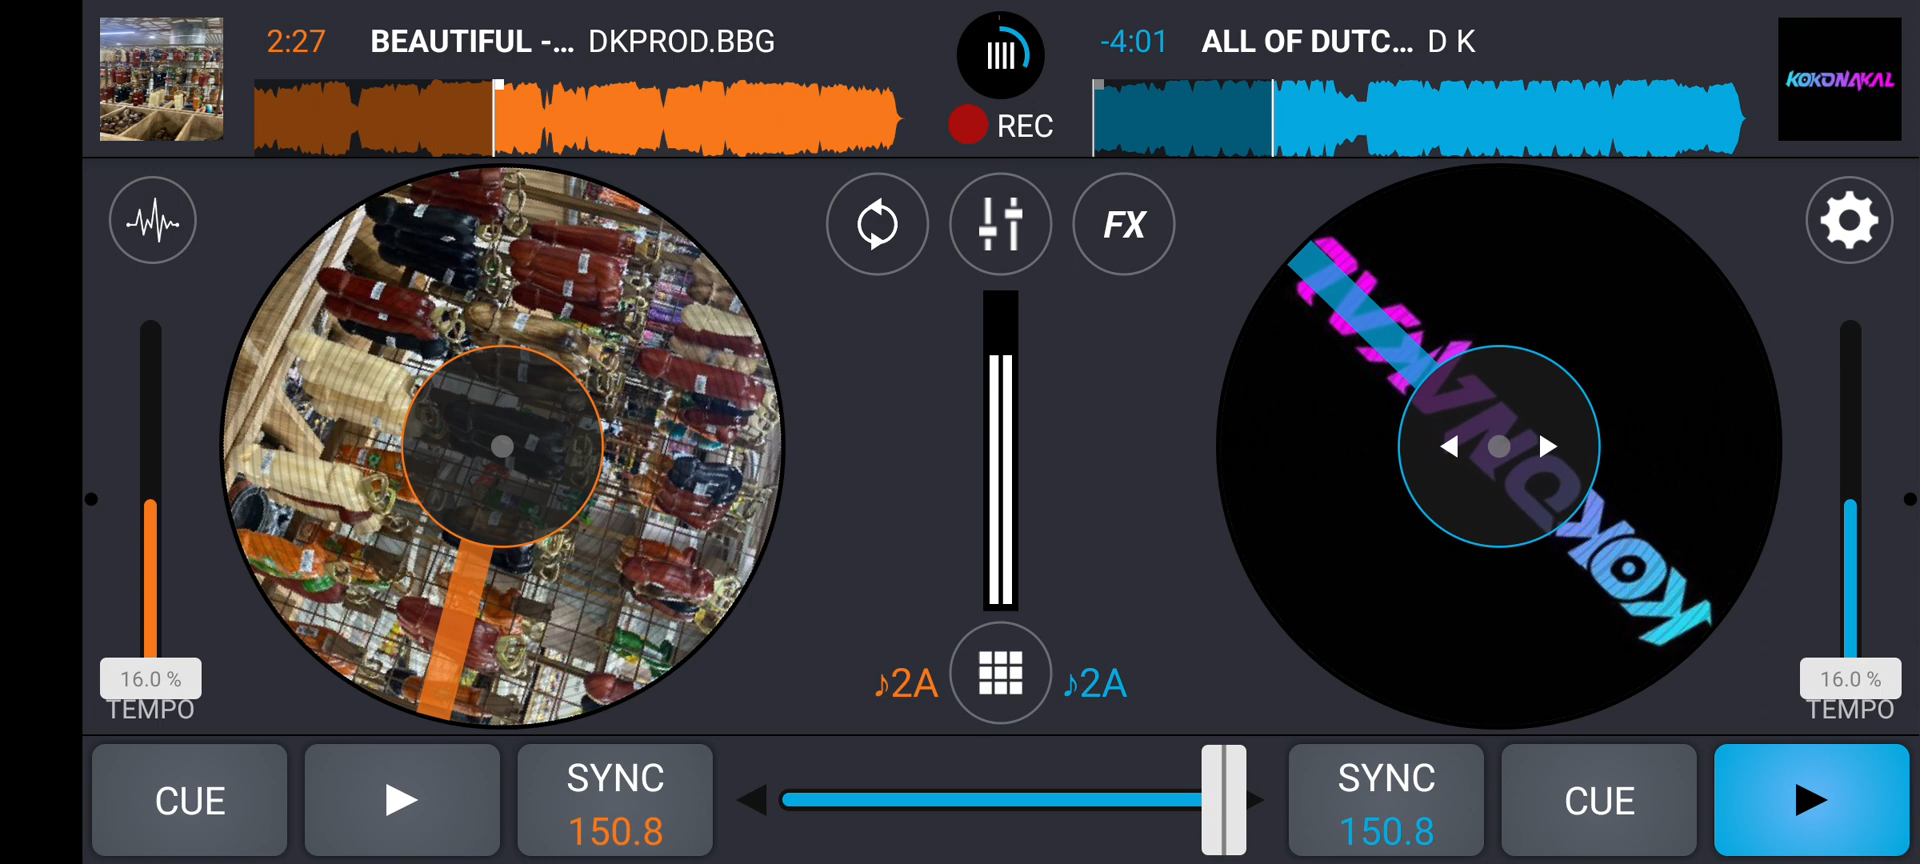 2:27 BEAUTIFUL -... DKPROD.BBG
-4:01 ALL OF DUTC... D K
KOKONAKAL
REC
FX
KOKONAKAL
16.0 %
TEMPO
♪2A
♪2A
16.0 %
TEMPO
CUE
SYNC
150.8
SYNC
150.8
CUE